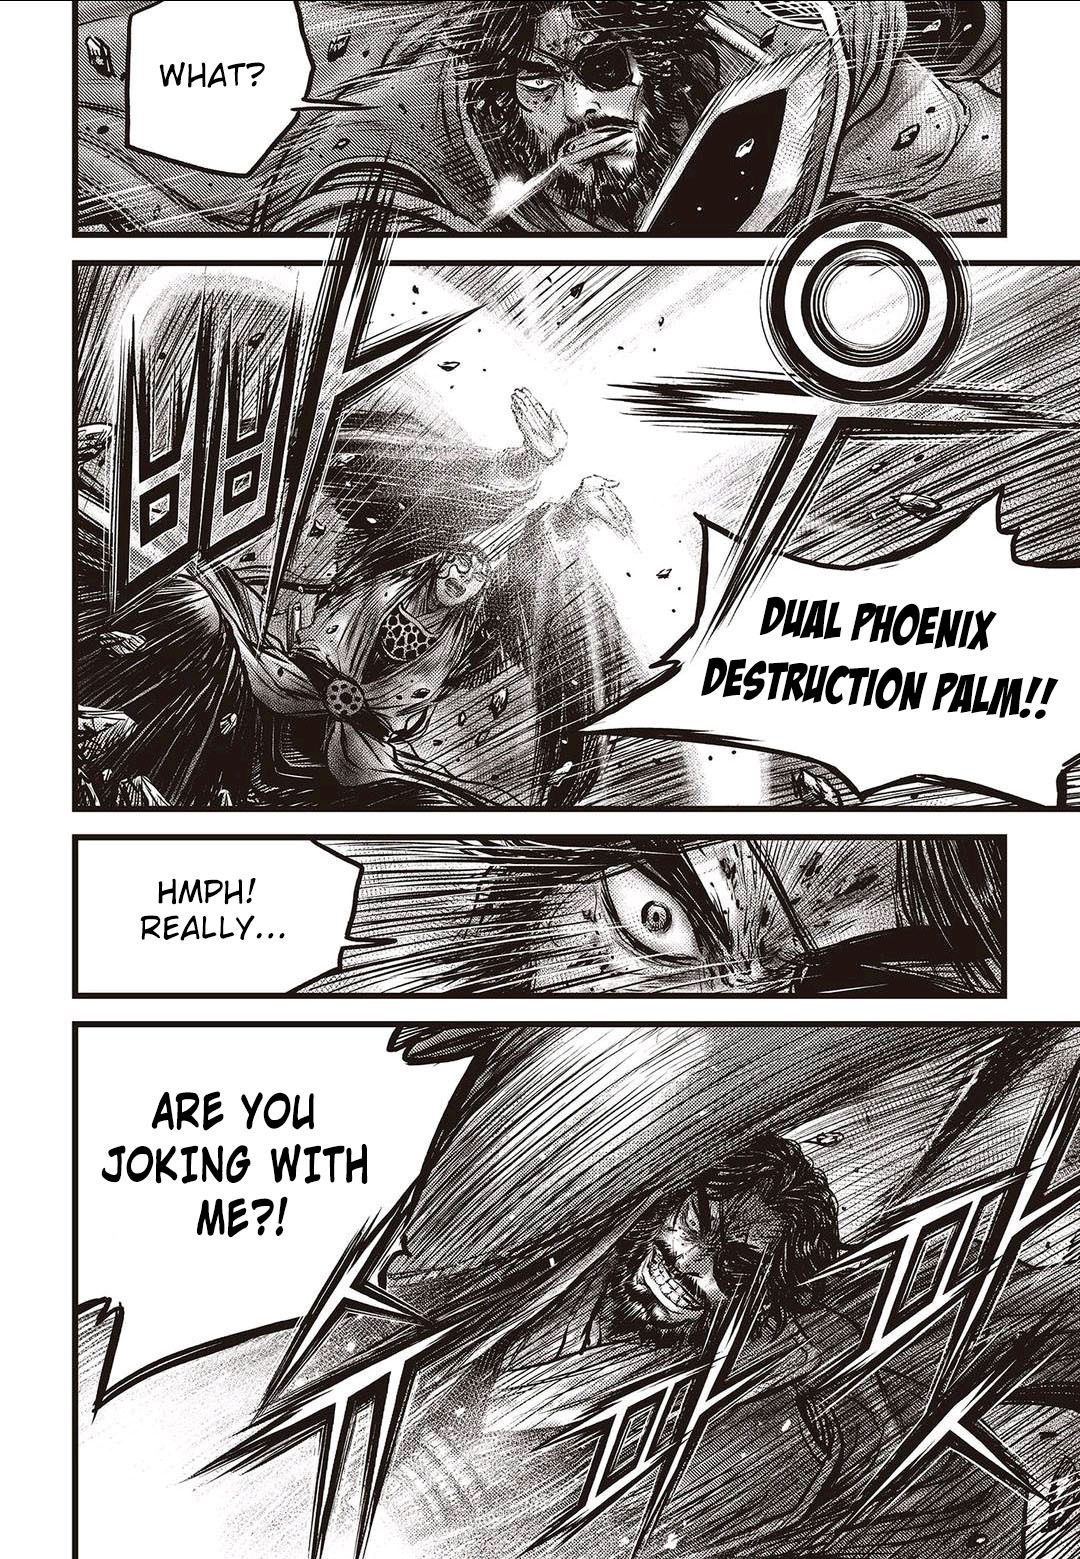 WHAT?
DUAL PHOENIX
DESTRUCTION PALM!!
HMPH!
REALLY...
ARE YOU
JOKING WITH
ME?!